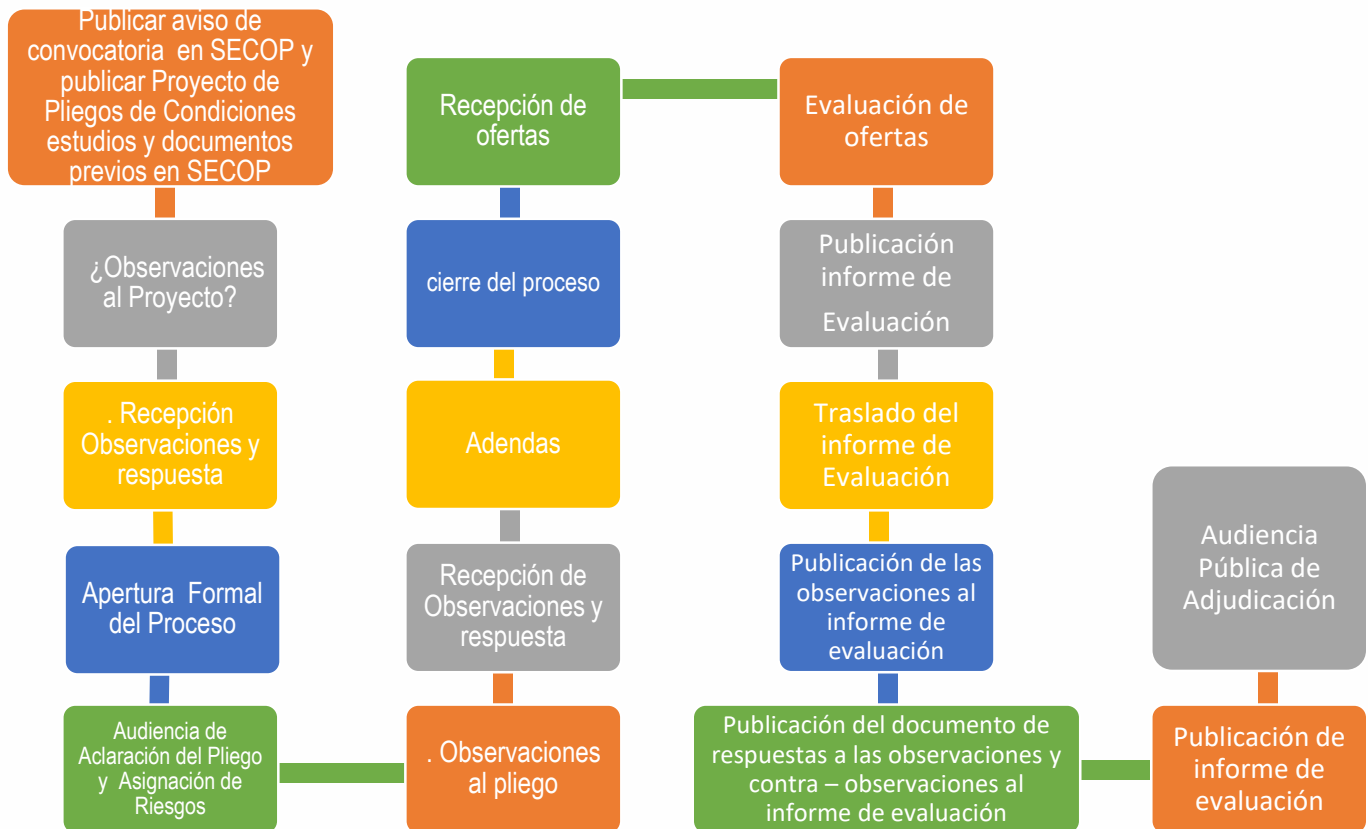 Publicar aviso de
convocatoria en SECOP y
publicar Proyecto de
Pliegos de Condiciones
estudios y documentos
previos en SECOP
¿Observaciones
al Proyecto?
. Recepción
Observaciones y
respuesta
Apertura Formal
del Proceso
Audiencia de
Aclaración del Pliego
y Asignación de
Riesgos
. Observaciones
al pliego
Recepción de
Observaciones y
respuesta
Adendas
cierre del proceso
Recepción de
ofertas
Evaluación de
ofertas
Publicación
informe de
Evaluación
Traslado del
informe de
Evaluación
Publicación de las
observaciones al
informe de
evaluación
Publicación del documento de
respuestas a las observaciones y
contra – observaciones al
informe de evaluación
Publicación de
informe de
evaluación
Audiencia
Pública de
Adjudicación